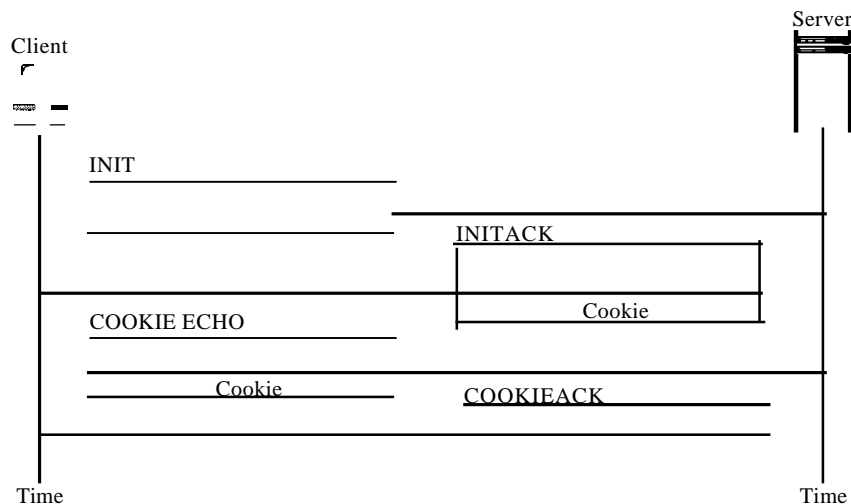 Server
Client
INIT
INITACK
Cookie
COOKIE ECHO
Cookie
COOKIEACK
Time
Time